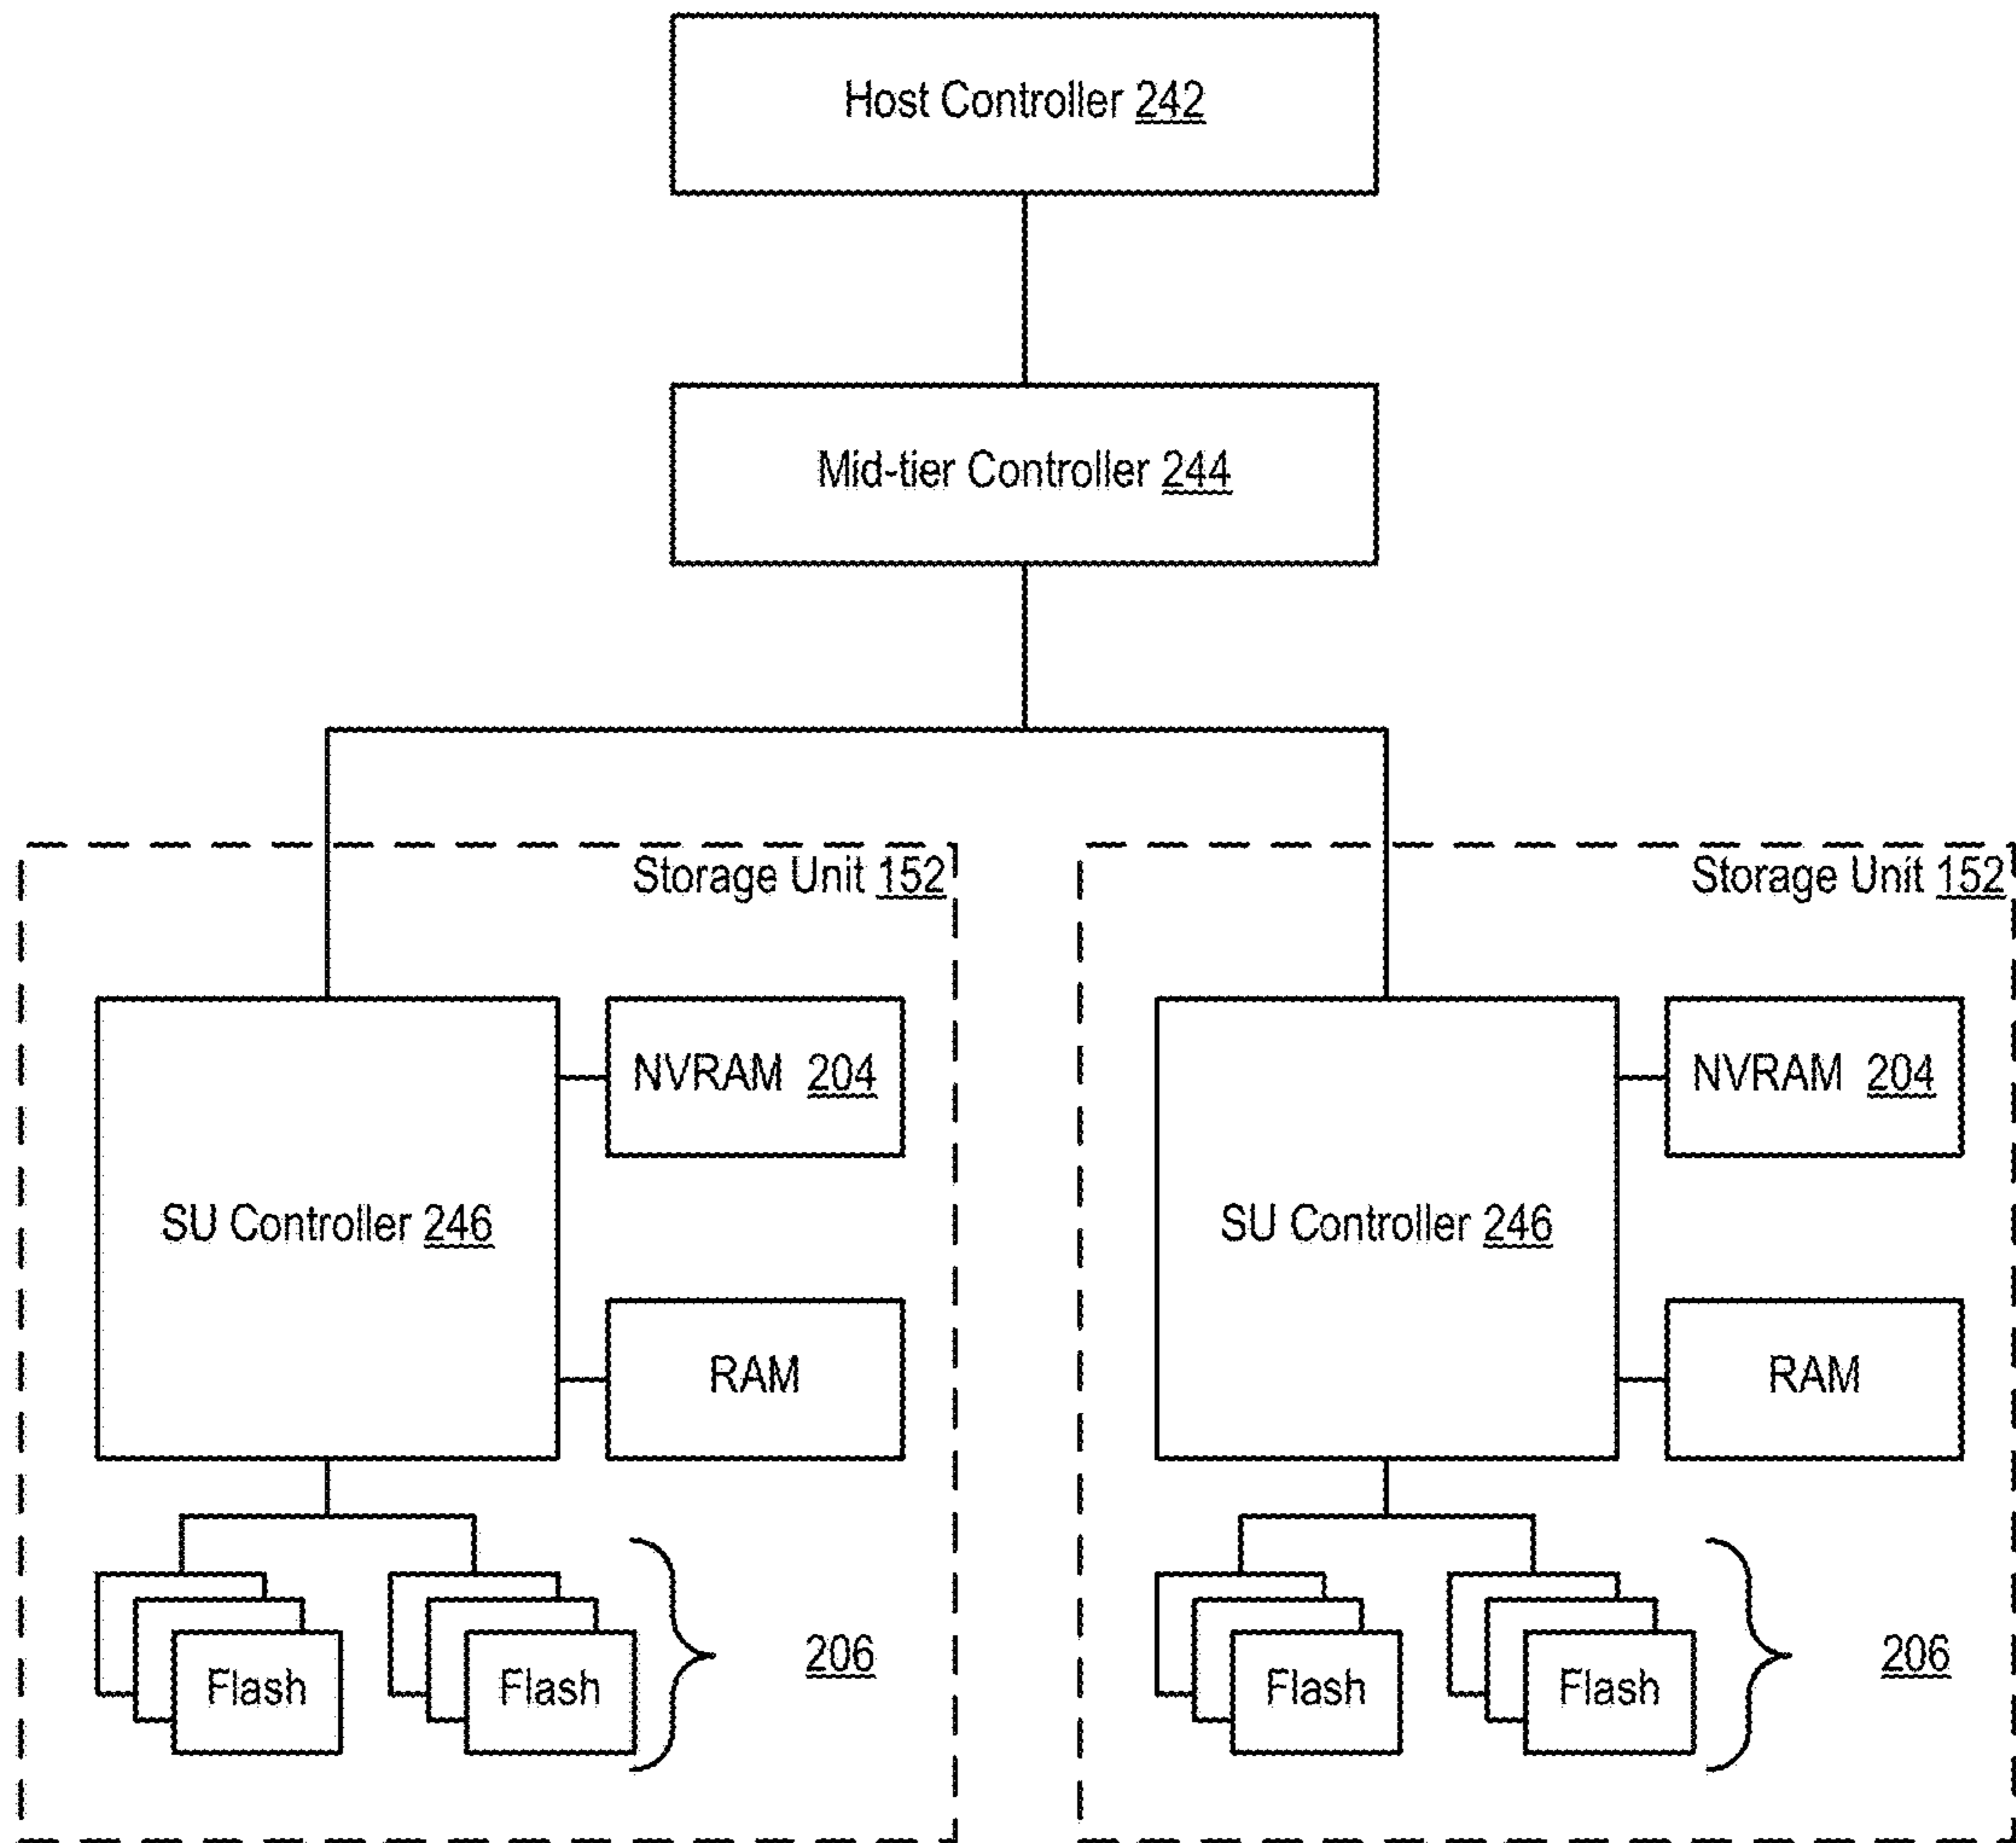 Host Controller 242
Mid-tier Controller 244
Storage Unit 152
Storage Unit 152
NVRAM 204
NVRAM 204
SU Controller 246
SU Controller 246
RAM
RAM
206
206
Flash
Flash
Flash
Flash